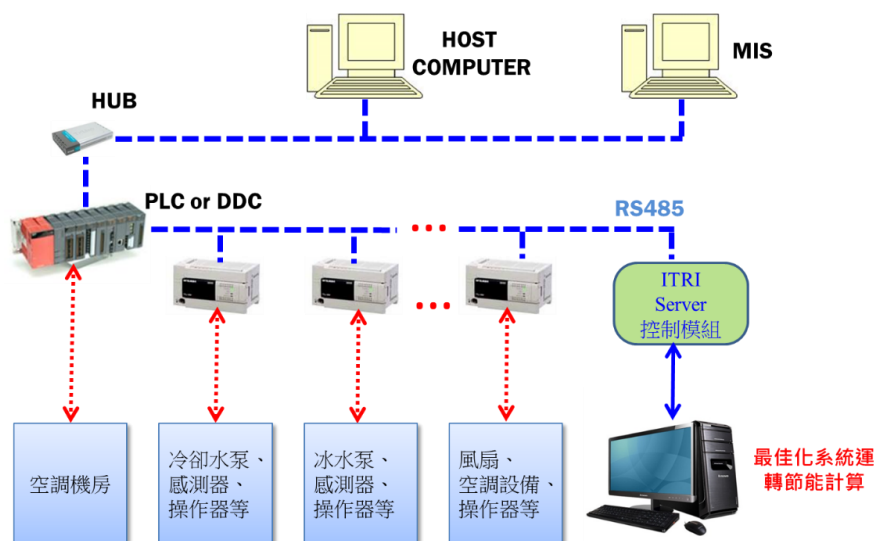 HOST
COMPUTER
MIS
HUB
PLC or DDC
RS485
ITRI
Server
控制模組
空調機房
冷卻水泵、
感測器、
操作器等
冰水泵、
感測器、
操作器等
風扇、
空調設備、
操作器等
最佳化系統運
轉節能計算